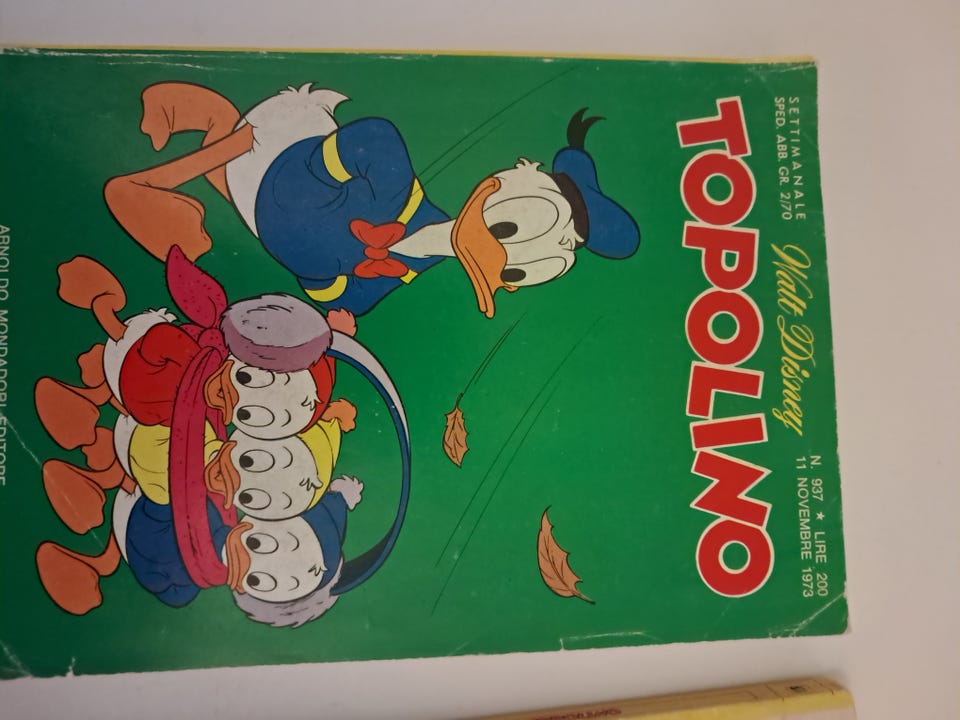 SETTIMANALE
SPED. ABB. GR. 2/70
Walt Disney
N. 937 ★ LIRE 200
11 NOVEMBRE 1973
TOPOLINO
ARNOLDO MONDADORI EDITORE